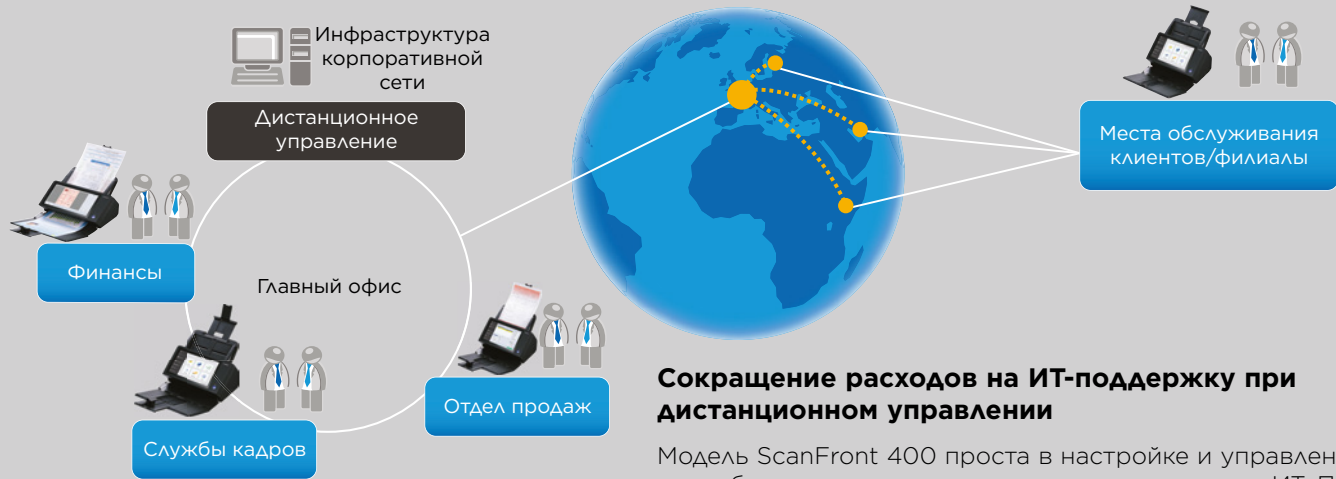 Инфраструктура
корпоративной
сети
Дистанционное
управление
Места обслуживания
клиентов/филиалы
Финансы
Главный офис
Отдел продаж
Службы кадров
Сокращение расходов на ИТ-поддержку при
дистанционном управлении
Модель ScanFront 400 проста в настройке и